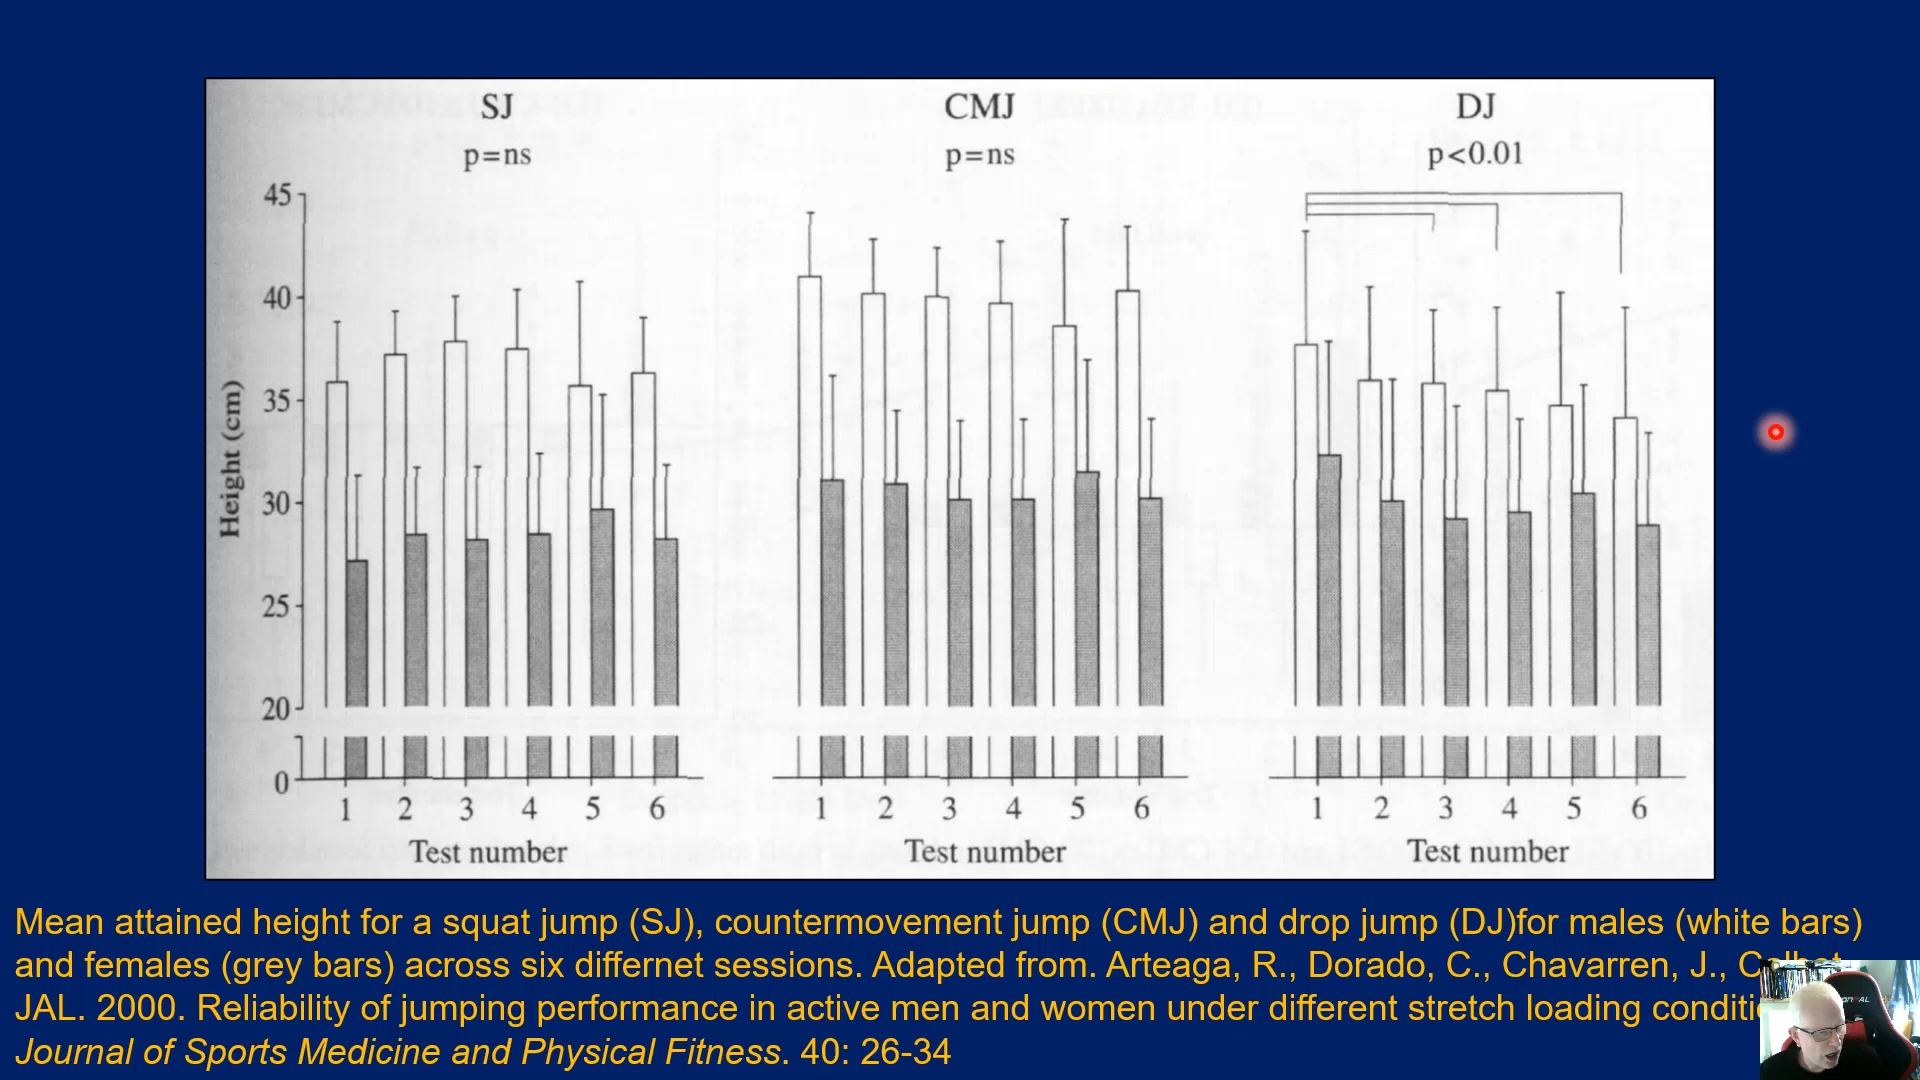 SJ CMJ DJ
p=ns p=ns p<0.01
45
40
35
30
25
20
0
Height (cm)
1 2 3 4 5 6 1 2 3 4 5 6 1 2 3 4 5 6
Test number Test number Test number
Mean attained height for a squat jump (SJ), countermovement jump (CMJ) and drop jump (DJ)for males (white bars)
and females (grey bars) across six differnet sessions. Adapted from. Arteaga, R., Dorado, C., Chavarren, J.,
JAL. 2000. Reliability of jumping performance in active men and women under different stretch loading
Journal of Sports Medicine and Physical Fitness. 40: 26-34